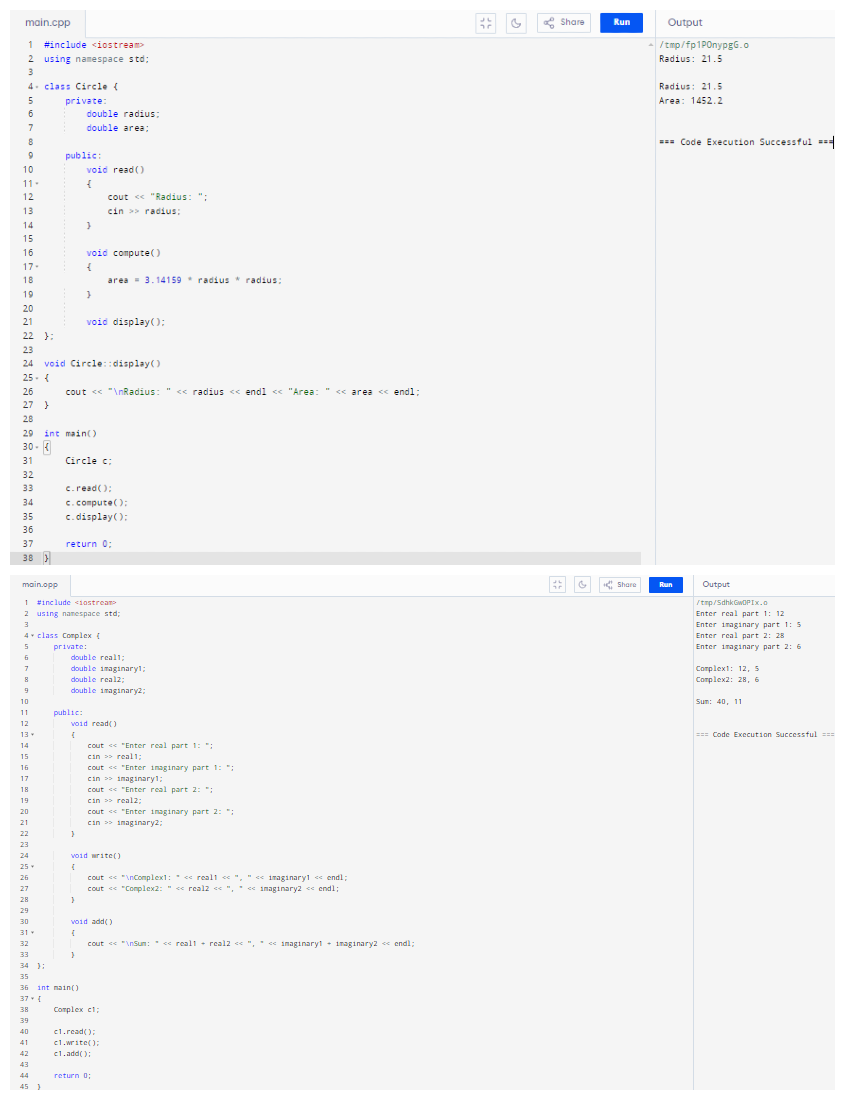 main.cpp
Share
Run
Output
1 #include <iostream>
2 using namespace std;
3
4 class Circle {
5 private:
6 double radius;
7 double area;
8
9 public:
10 void read()
11 {
12 cout << "Radius: ";
13 cin >> radius;
14 }
15
16 void compute()
17 {
18 area = 3.14159 * radius * radius;
19 }
20
21 void display();
22 };
23
24 void Circle::display()
25 {
26 cout << "\nRadius: " << radius << endl << "Area: " << area << endl;
27 }
28
29 int main()
30 {
31 Circle c;
32
33 c.read();
34 c.compute();
35 c.display();
36
37 return 0;
38 }
/tmp/fp1POnypgG.o
Radius: 21.5
Radius: 21.5
Area: 1452.2
=== Code Execution Successful ===
main.cpp
Share
Run
Output
1 #include <iostream>
2 using namespace std;
3
4 class Complex {
5 private:
6 double real1;
7 double imaginary1;
8 double real2;
9 double imaginary2;
10
11 public:
12 void read()
13 {
14 cout << "Enter real part 1: ";
15 cin >> real1;
16 cout << "Enter imaginary part 1: ";
17 cin >> imaginary1;
18 cout << "Enter real part 2: ";
19 cin >> real2;
20 cout << "Enter imaginary part 2: ";
21 cin >> imaginary2;
22 }
23
24 void write()
25 {
26 cout << "\nComplex1: " << real1 << ", " << imaginary1 << endl;
27 cout << "Complex2: " << real2 << ", " << imaginary2 << endl;
28 }
29
30 void add()
31 {
32 cout << "\nSum: " << real1 + real2 << ", " << imaginary1 + imaginary2 << endl;
33 }
34 };
35
36 int main()
37 {
38 Complex c1;
39
40 c1.read();
41 c1.write();
42 c1.add();
43
44 return 0;
45 }
Enter real part 1: 12
Enter imaginary part 1: 5
Enter real part 2: 28
Enter imaginary part 2: 6
Complex1: 12, 5
Complex2: 28, 6
Sum: 40, 11
=== Code Execution Successful ===